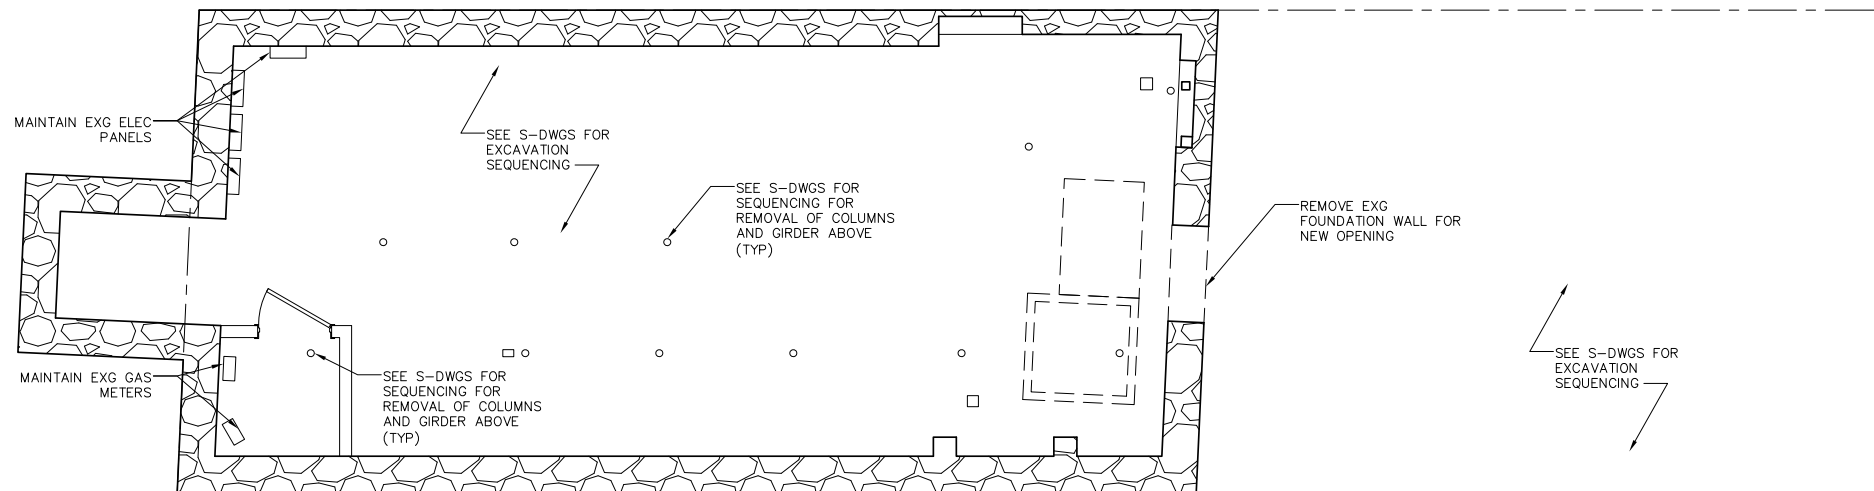 MAINTAIN EXG ELEC
PANELS
SEE S-DWGS FOR
EXCAVATION
SEQUENCING
SEE S-DWGS FOR
SEQUENCING FOR
REMOVAL OF COLUMNS
AND GIRDER ABOVE
(TYP)
REMOVE EXG
FOUNDATION WALL FOR
NEW OPENING
MAINTAIN EXG GAS
METERS
SEE S-DWGS FOR
SEQUENCING FOR
REMOVAL OF COLUMNS
AND GIRDER ABOVE
(TYP)
SEE S-DWGS FOR
EXCAVATION
SEQUENCING